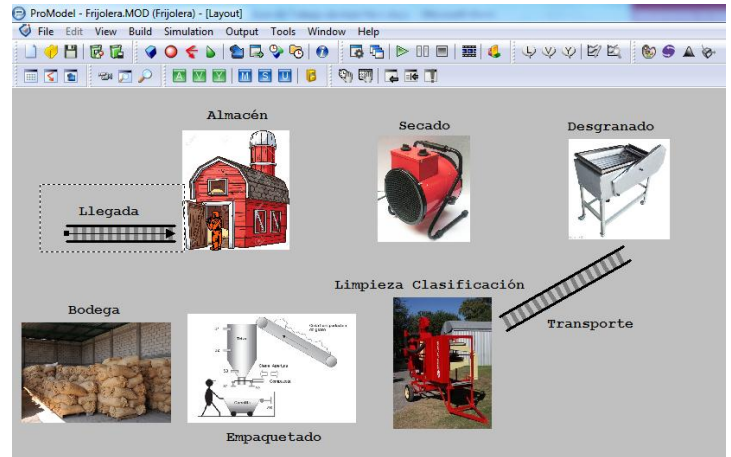 ProModel - Frijolera.MOD (Frijolera) - [Layout]
File Edit View Build Simulation Output Tools Window Help
Almacén
Secado
Desgranado
Llegada
Limpieza Clasificación
Bodega
Transporte
Empaquetado